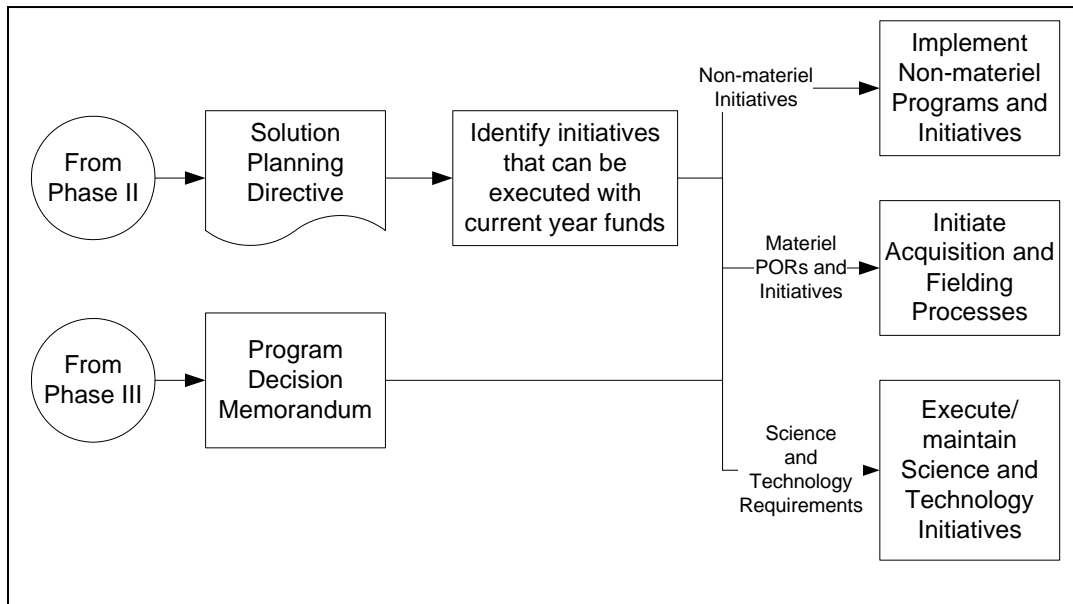 From
Phase II
Solution
Planning
Directive
Identify initiatives
that can be
executed with
current year funds
Non-materiel
Initiatives
Implement
Non-materiel
Programs and
Initiatives
Materiel
PORs and
Initiatives
Initiate
Acquisition and
Fielding
Processes
From
Phase III
Program
Decision
Memorandum
Science
and
Technology
Requirements
Execute/
maintain
Science and
Technology
Initiatives